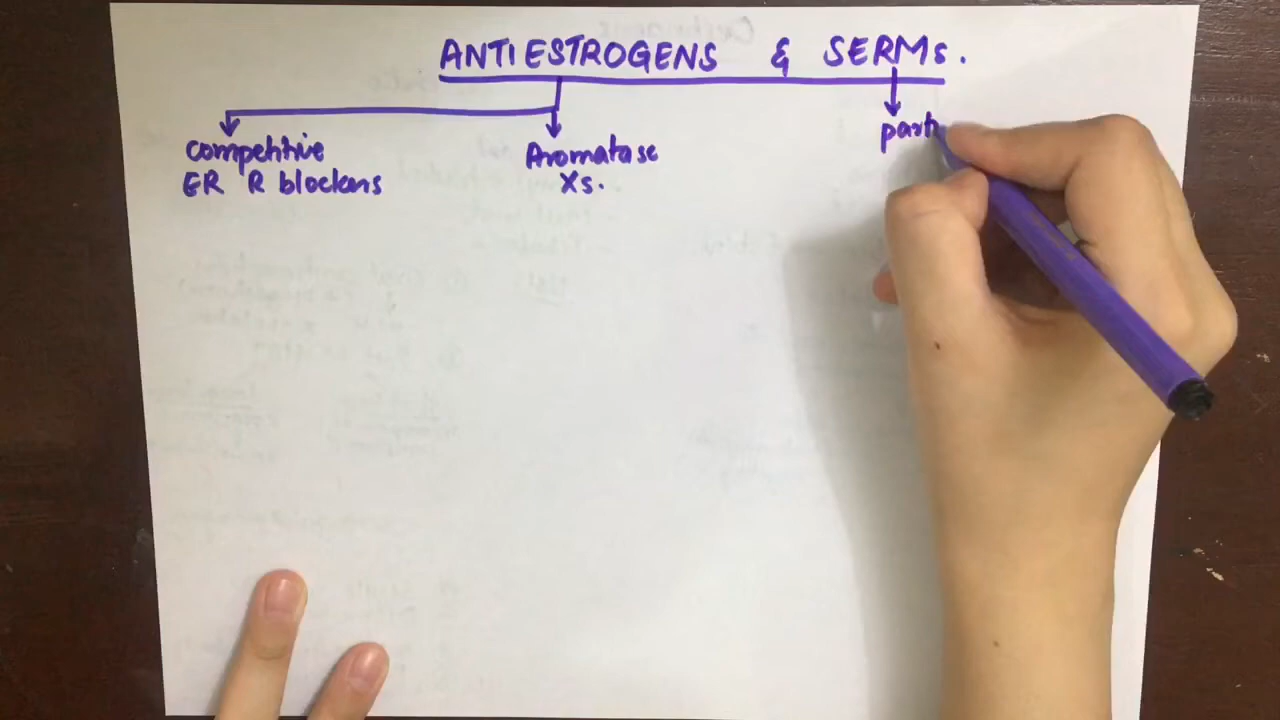 ANTIESTROGENS & SERMs.
competitive
ER R blockers
Aromatase
Xs.
part